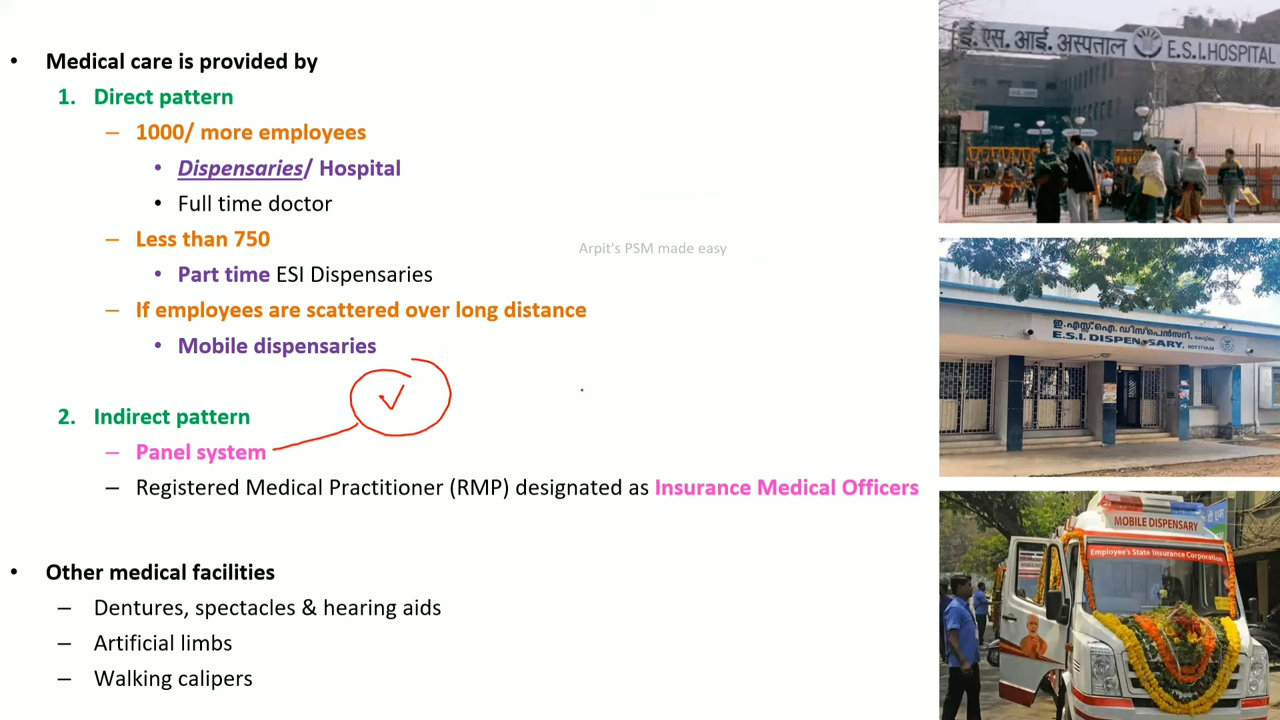 • Medical care is provided by
1. Direct pattern
– 1000/ more employees
• Dispensaries/ Hospital
• Full time doctor
– Less than 750
• Part time ESI Dispensaries
– If employees are scattered over long distance
• Mobile dispensaries
2. Indirect pattern
– Panel system
– Registered Medical Practitioner (RMP) designated as Insurance Medical Officers
• Other medical facilities
– Dentures, spectacles & hearing aids
– Artificial limbs
– Walking calipers
Arpit's PSM made easy
ई. एस. आई. अस्पताल E.S.I.HOSPITAL
ഇ.എസ്.ഐ. ഡിസ്പെൻസറി,
E.S.I. DISPENSARY, KOTTIYAM
MOBILE DISPENSARY
Employee's State Insurance Corporation